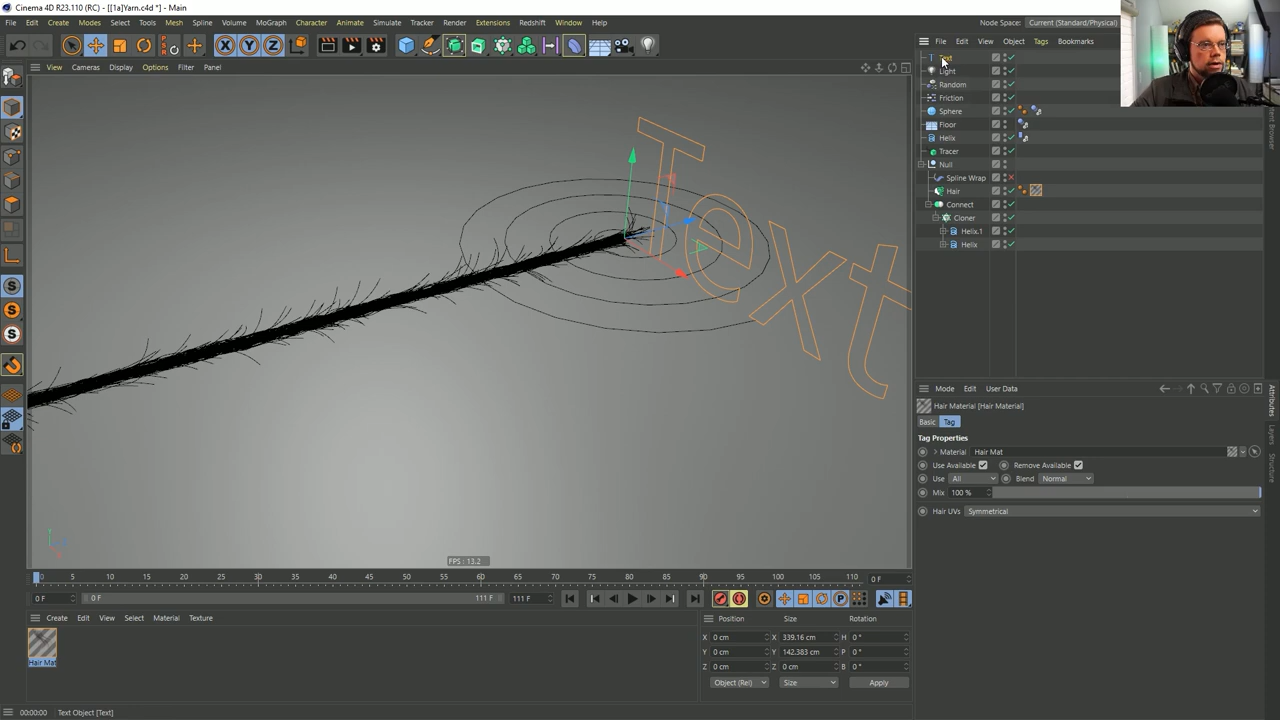 Cinema 4D R23.110 (RC) - [[1a]Yarn.c4d *] - Main
File Edit Create Modes Select Tools Mesh Spline Volume MoGraph Character Animate Simulate Tracker Render Extensions Redshift Window Help
Node Space: Current (Standard/Physical)
View Cameras Display Options Filter Panel
File Edit View Object Tags Bookmarks
Text
Light
Random
Friction
Sphere
Floor
Helix
Tracer
Null
Spline Wrap
Hair
Connect
Cloner
Helix.1
Helix
Text
Content Browser
Mode Edit User Data
Attributes
Layers
Structure
Hair Material [Hair Material]
Basic Tag
Tag Properties
Material Hair Mat
Use Available Remove Available
Use All Blend Normal
Mix 100 %
Hair UVs Symmetrical
FPS : 13.2
0 5 10 15 20 25 30 35 40 45 50 55 60 65 70 75 80 85 90 95 100 105 110 0 F
0 F 0 F 111 F 111 F
Create Edit View Select Material Texture
Hair Mat
Position Size Rotation
X 0 cm X 339.16 cm H 0 °
Y 0 cm Y 142.383 cm P 0 °
Z 0 cm Z 0 cm B 0 °
Object (Rel) Size Apply
00:00:00 Text Object [Text]